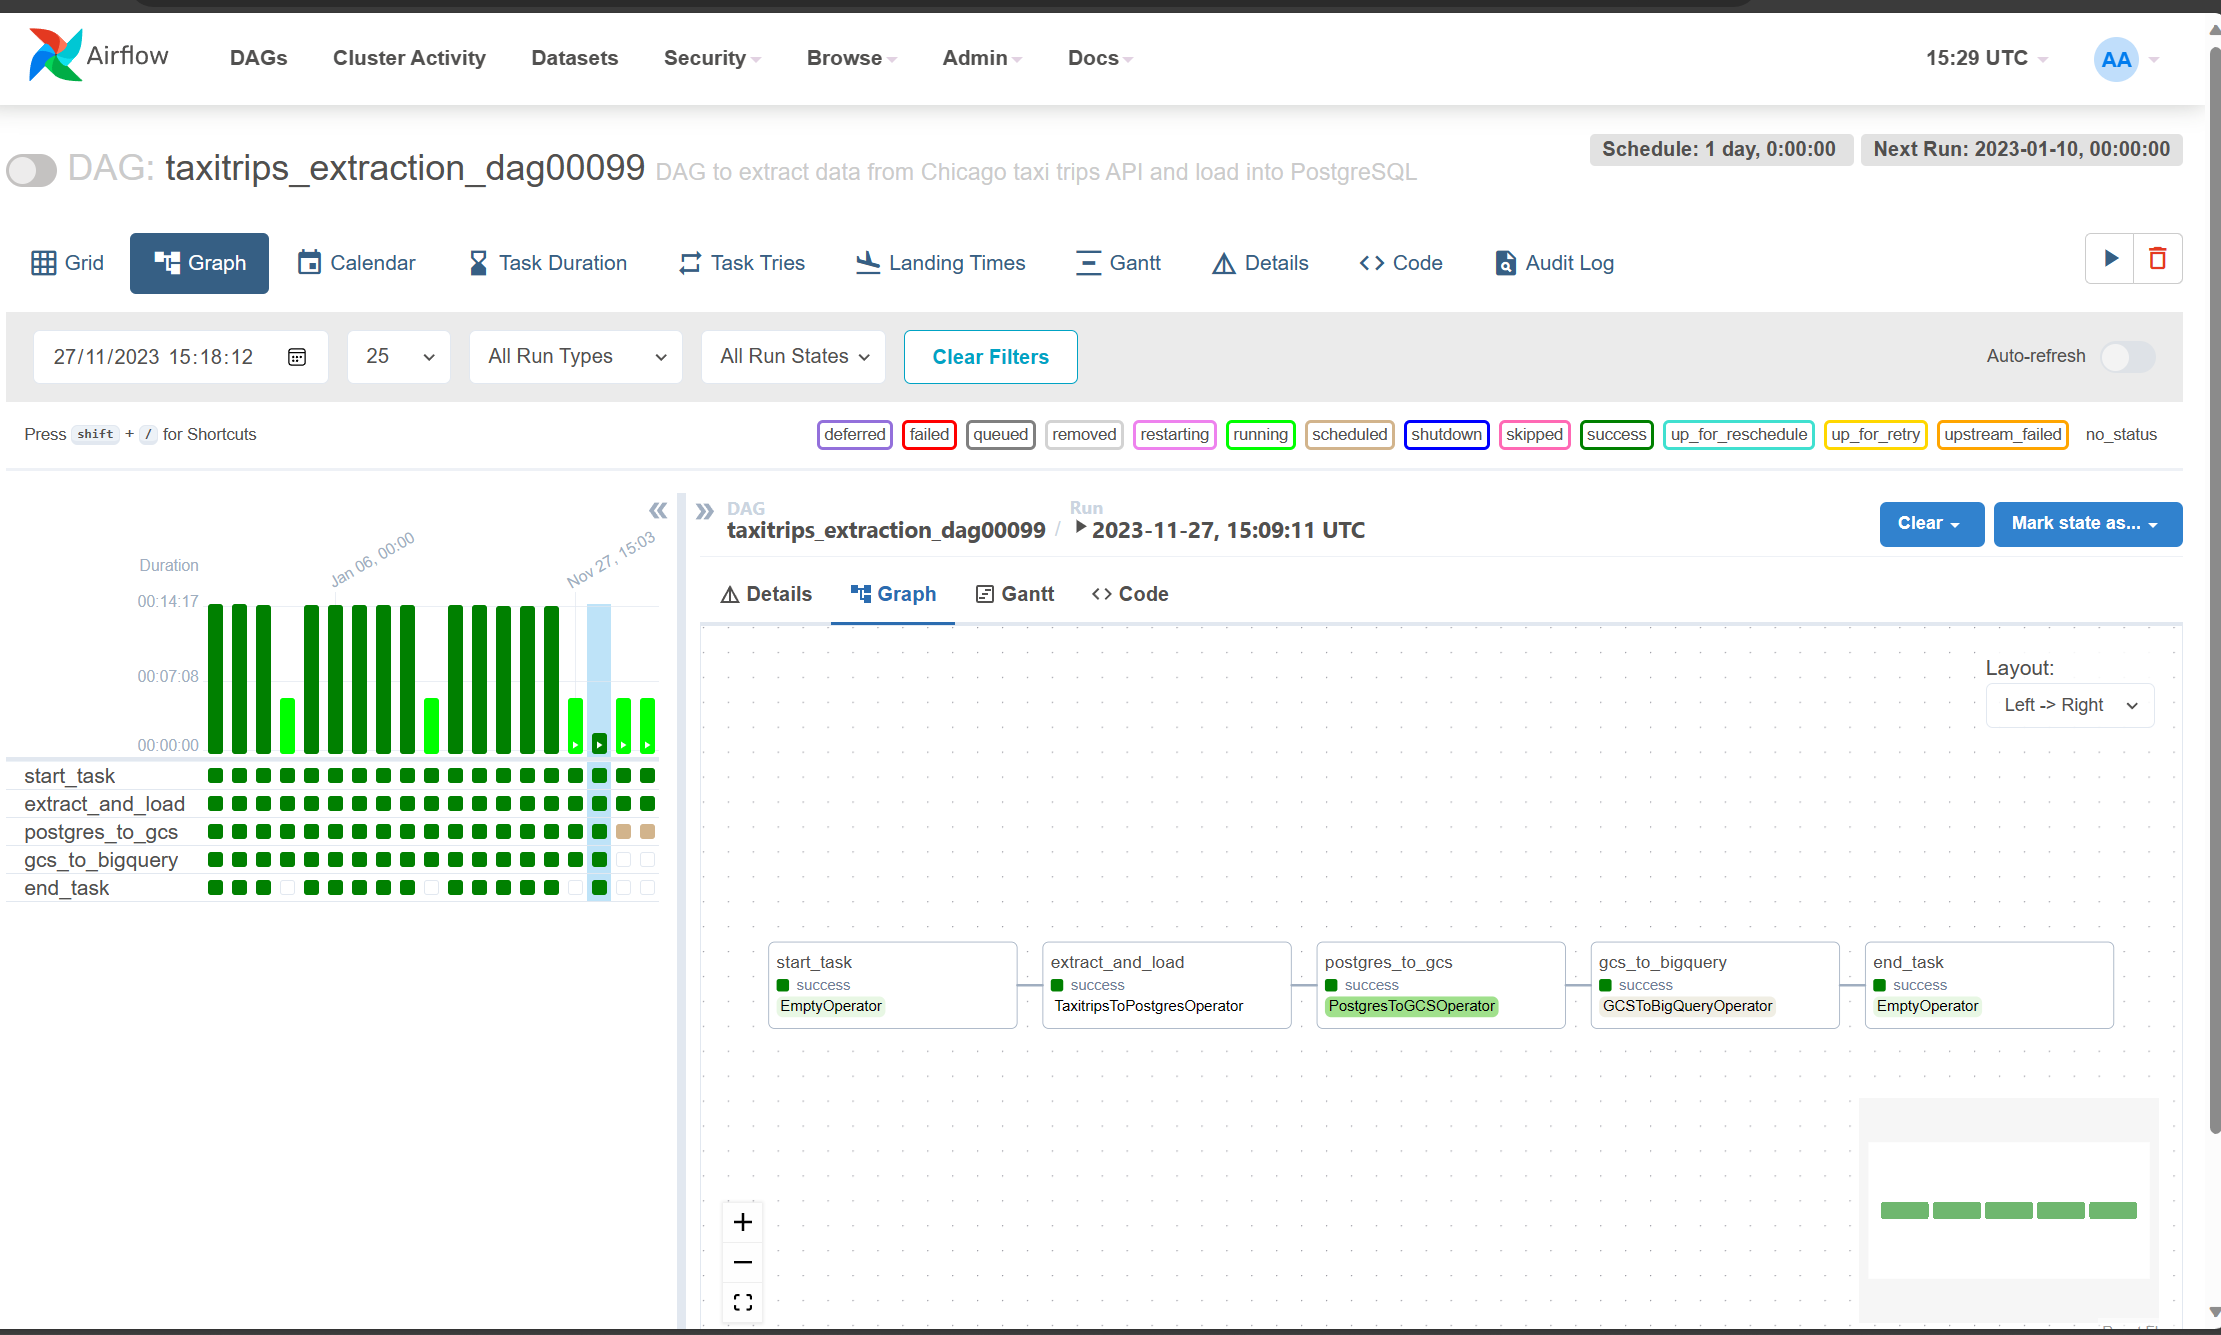 Airflow DAGs Cluster Activity Datasets Security Browse Admin Docs 15:29 UTC AA
DAG: taxitrips_extraction_dag00099 DAG to extract data from Chicago taxi trips API and load into PostgreSQL
Schedule: 1 day, 0:00:00 Next Run: 2023-01-10, 00:00:00
Grid Graph Calendar Task Duration Task Tries Landing Times Gantt Details Code Audit Log
27/11/2023 15:18:12 25 All Run Types All Run States Clear Filters Auto-refresh
Press shift + / for Shortcuts
deferred failed queued removed restarting running scheduled shutdown skipped success up_for_reschedule up_for_retry upstream_failed no_status
Duration
Jan 06, 00:00
Nov 27, 15:03
00:14:17
00:07:08
00:00:00
start_task
extract_and_load
postgres_to_gcs
gcs_to_bigquery
end_task
DAG
taxitrips_extraction_dag00099 /
Run
2023-11-27, 15:09:11 UTC
Clear Mark state as...
Details Graph Gantt Code
Layout:
Left -> Right
start_task
success
EmptyOperator
extract_and_load
success
TaxitripsToPostgresOperator
postgres_to_gcs
success
PostgresToGCSOperator
gcs_to_bigquery
success
GCSToBigQueryOperator
end_task
success
EmptyOperator